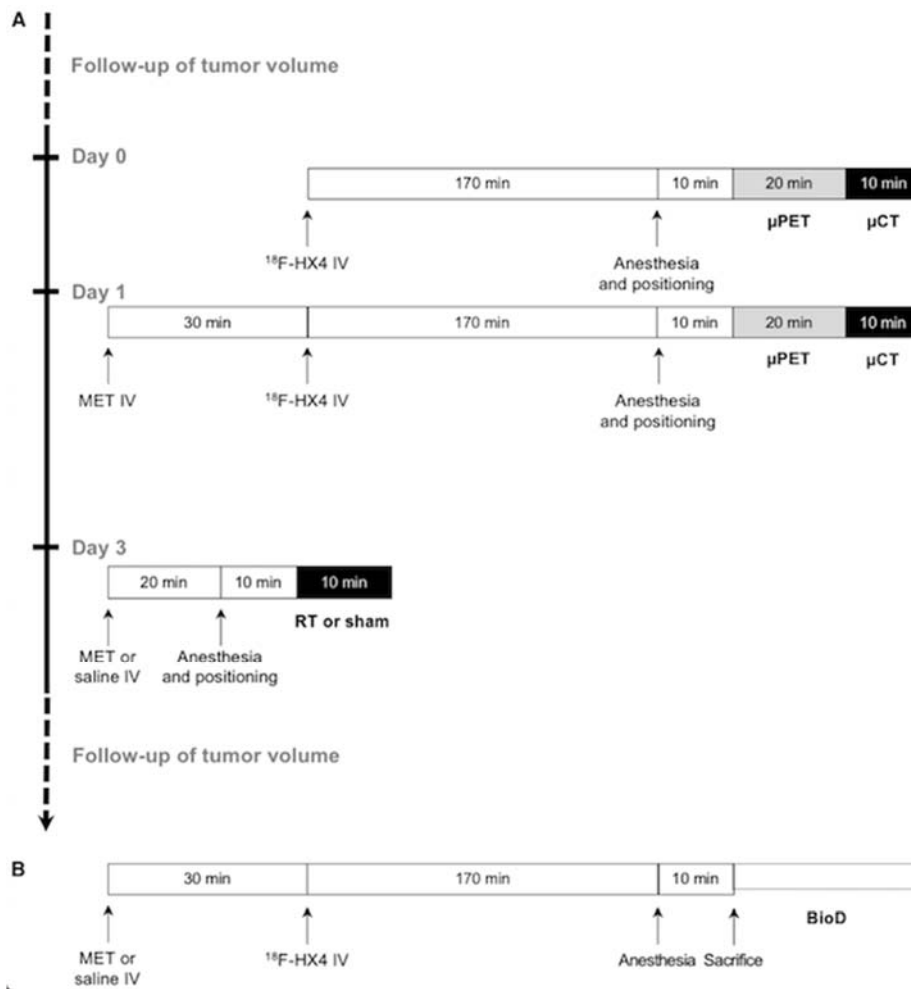 A
Follow-up of tumor volume
Day 0
170 min 10 min 20 min 10 min
µPET µCT
¹⁸F-HX4 IV Anesthesia
and positioning
Day 1
30 min 170 min 10 min 20 min 10 min
µPET µCT
MET IV ¹⁸F-HX4 IV Anesthesia
and positioning
Day 3
20 min 10 min 10 min
RT or sham
MET or Anesthesia
saline IV and positioning
Follow-up of tumor volume
B
30 min 170 min 10 min
BioD
MET or ¹⁸F-HX4 IV Anesthesia Sacrifice
saline IV